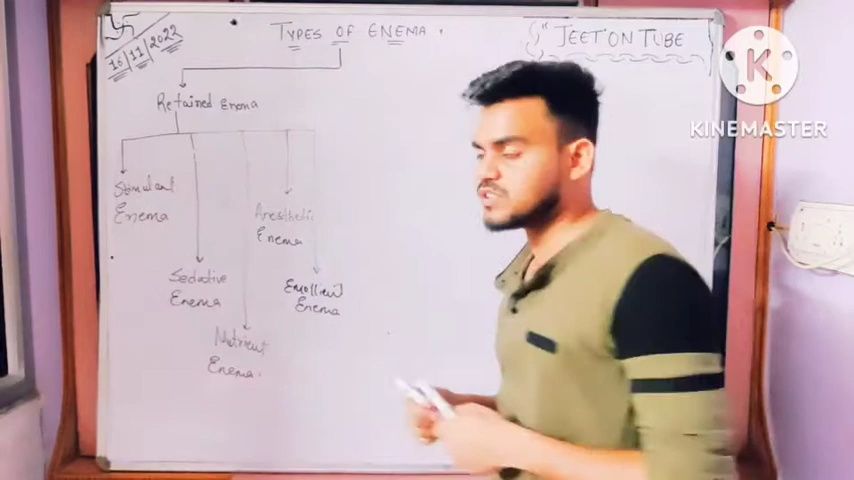 TYPES OF ENEMA.
JEET'ON TUBE
16/11/2022
Retained Enema
Stimulant
Enema
Anesthetic
Enema
Sedative
Enema
Emollient
Enema
Nutrient
Enema.
KINEMASTER